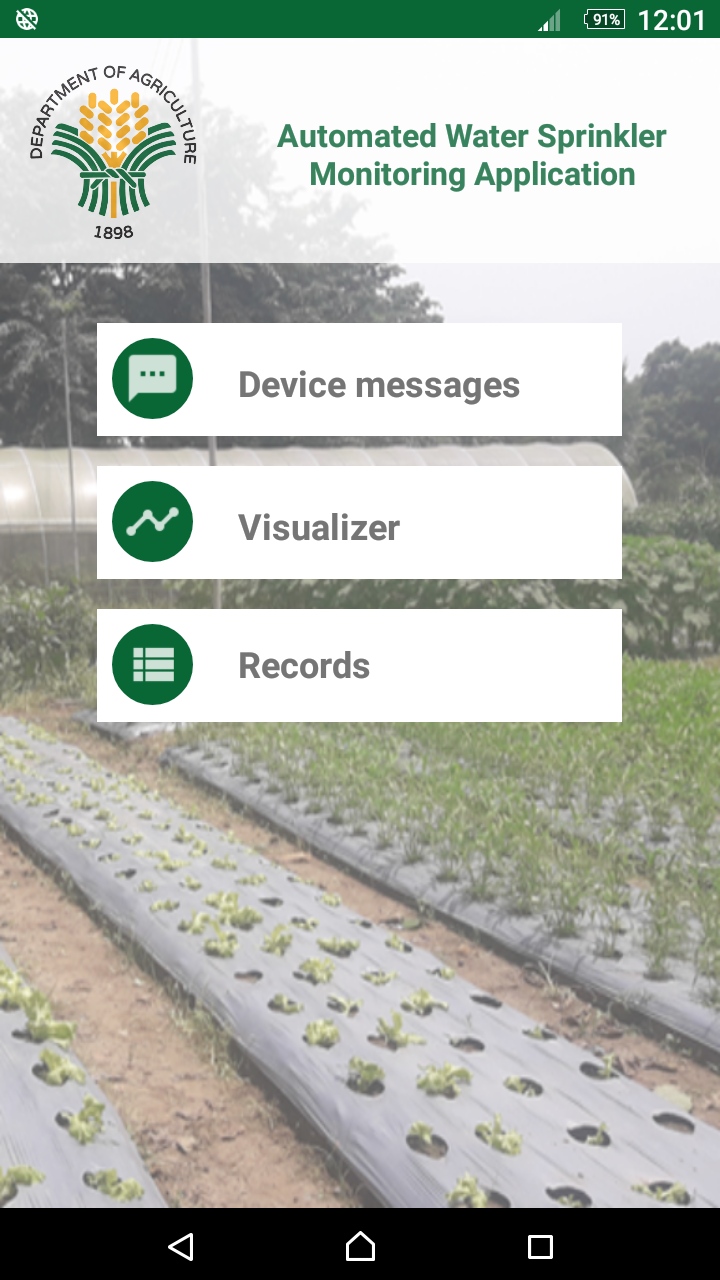 91% 12:01
DEPARTMENT OF AGRICULTURE
1898
Automated Water Sprinkler
Monitoring Application
Device messages
Visualizer
Records